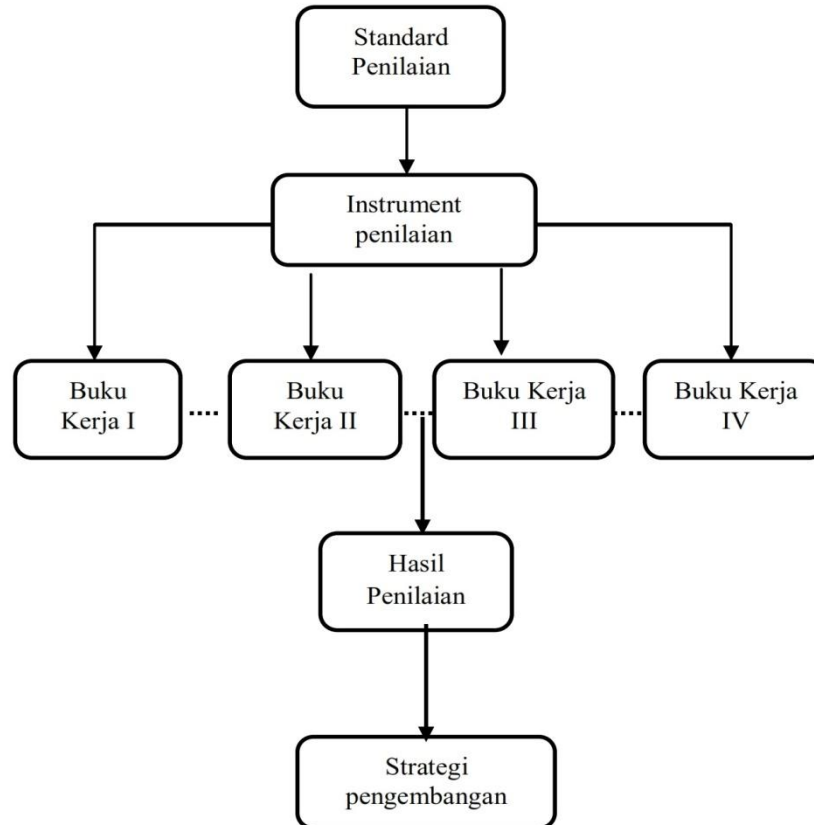 Standard
Penilaian
Instrument
penilaian
Buku
Kerja I
Buku
Kerja II
Buku Kerja
III
Buku Kerja
IV
Hasil
Penilaian
Strategi
pengembangan